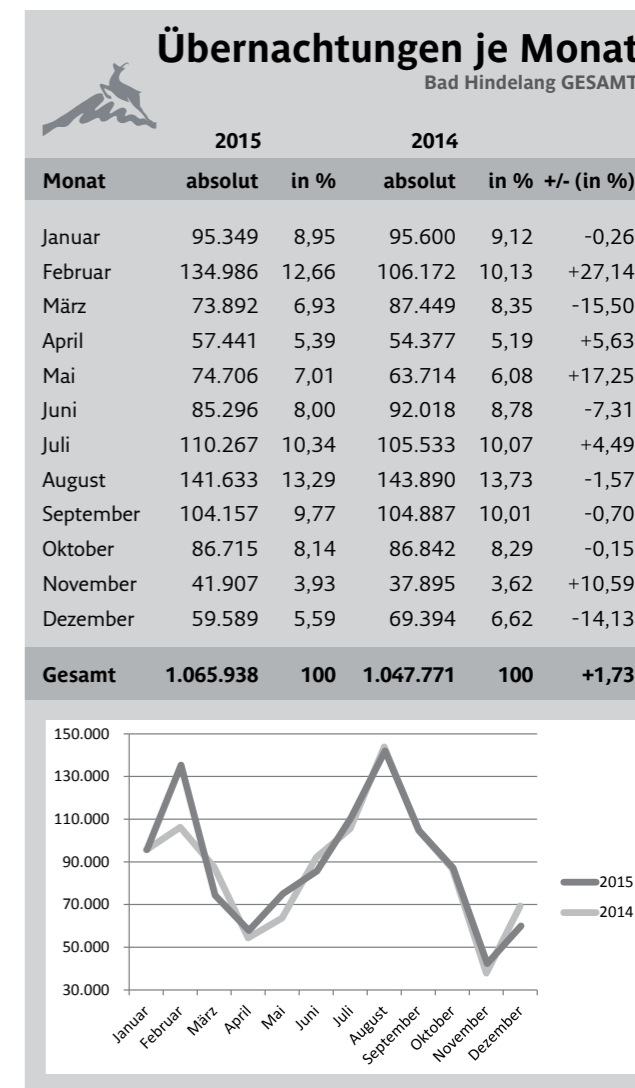 Übernachtungen je Monat
Bad Hindelang GESAMT
2015 2014
Monat absolut in % absolut in % +/- (in %)
Januar 95.349 8,95 95.600 9,12 -0,26
Februar 134.986 12,66 106.172 10,13 +27,14
März 73.892 6,93 87.449 8,35 -15,50
April 57.441 5,39 54.377 5,19 +5,63
Mai 74.706 7,01 63.714 6,08 +17,25
Juni 85.296 8,00 92.018 8,78 -7,31
Juli 110.267 10,34 105.533 10,07 +4,49
August 141.633 13,29 143.890 13,73 -1,57
September 104.157 9,77 104.887 10,01 -0,70
Oktober 86.715 8,14 86.842 8,29 -0,15
November 41.907 3,93 37.895 3,62 +10,59
Dezember 59.589 5,59 69.394 6,62 -14,13
Gesamt 1.065.938 100 1.047.771 100 +1,73
150.000
130.000
110.000
90.000
70.000
50.000
30.000
2015
2014
Januar Februar März April Mai Juni Juli August September Oktober November Dezember